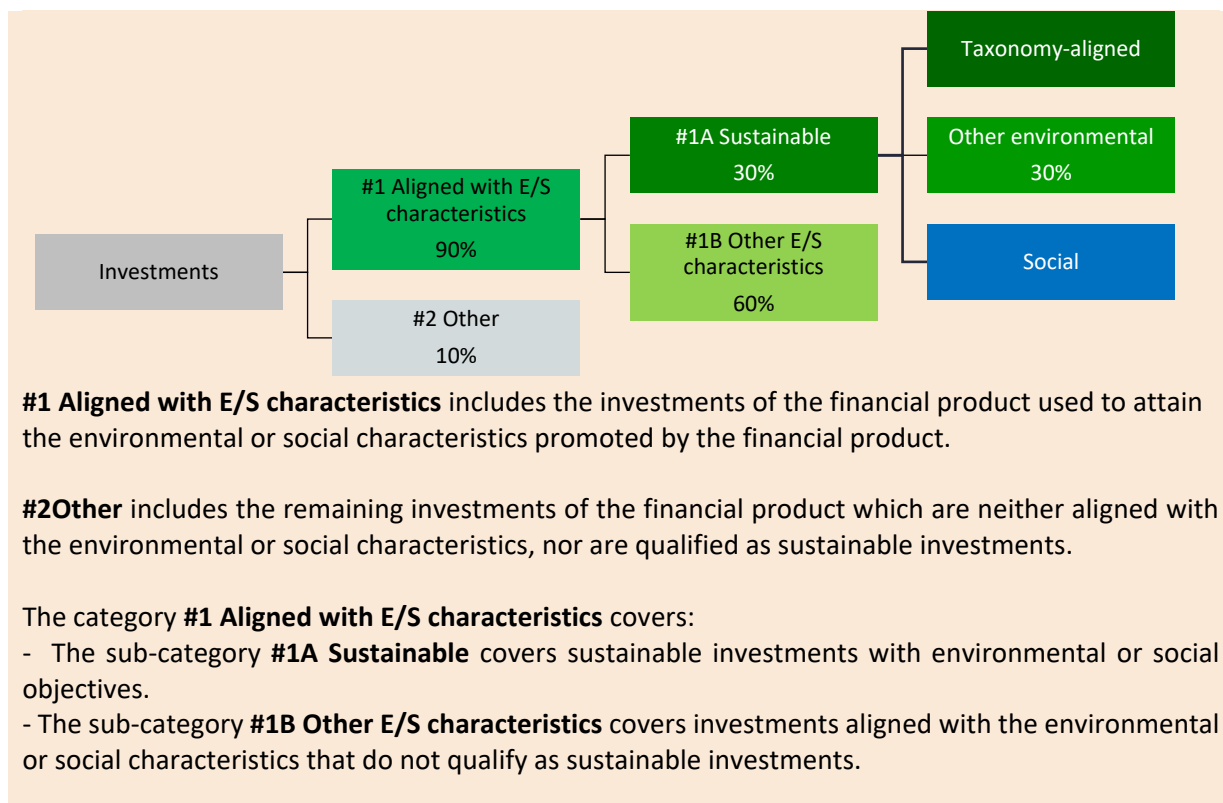 Taxonomy-aligned
#1A Sustainable
30%
Other environmental
30%
#1 Aligned with E/S
characteristics
90%
#1B Other E/S
characteristics
60%
Social
Investments
#2 Other
10%
#1 Aligned with E/S characteristics includes the investments of the financial product used to attain
the environmental or social characteristics promoted by the financial product.
#2Other includes the remaining investments of the financial product which are neither aligned with
the environmental or social characteristics, nor are qualified as sustainable investments.
The category #1 Aligned with E/S characteristics covers:
- The sub-category #1A Sustainable covers sustainable investments with environmental or social
objectives.
- The sub-category #1B Other E/S characteristics covers investments aligned with the environmental
or social characteristics that do not qualify as sustainable investments.